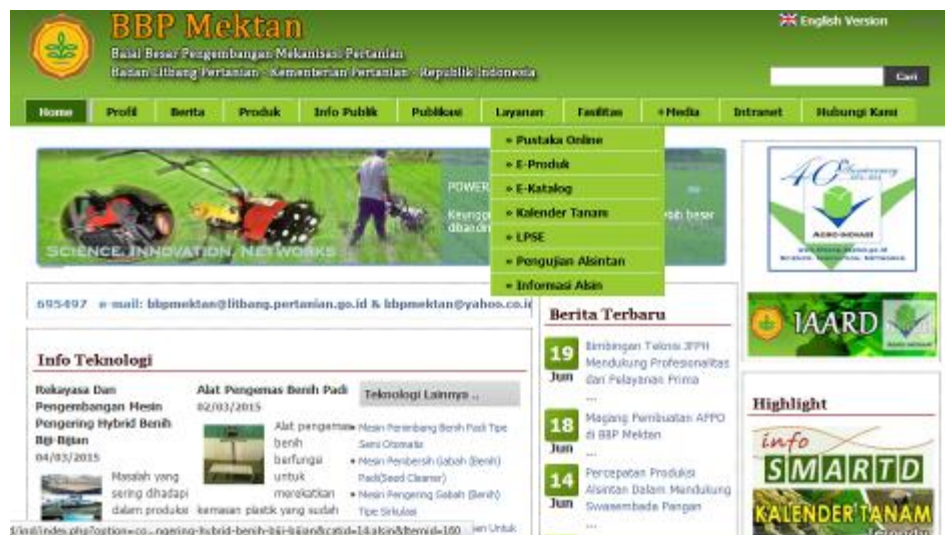 English Version
BBP Mektan
Balai Besar Pengembangan Mekanisasi Pertanian
Badan Litbang Pertanian - Kementerian Pertanian - Republik Indonesia
Cari
Home Profil Berita Produk Info Publik Publikasi Layanan Fasilitas +Media Intranet Hubungi Kami
» Pustaka Online
» E-Produk
» E-Katalog
» Kalender Tanam
» LPSE
» Pengujian Alsintan
» Informasi Alsin
POWER
SCIENCE. INNOVATION. NETWORKS
40
Anniversary
AGRO INOVASI
695497 e-mail: bbpmektan@litbang.pertanian.go.id & bbpmektan@yahoo.co.i
Info Teknologi
Rekayasa Dan
Pengembangan Mesin
Pengering Hybrid Benih
Biji-Bijian
04/03/2015
Masalah yang
sering dihadapi
dalam produksi
Alat Pengemas Benih Padi
02/03/2015
Alat pengemas
benih
berfungsi
untuk
merekatkan
kemasan plastik yang sudah
Teknologi Lainnya ..
Mesin Penimbang Benih Padi Tipe
Semi Otomatis
Mesin Pembersih Gabah (Benih)
Padi(Seed Cleaner)
Mesin Pengering Gabah (Benih)
Tipe Sirkulasi
Untuk
Berita Terbaru
19 Jun
Bimbingan Teknis JFPH
Mendukung Profesionalitas
dan Pelayanan Prima
...
18 Jun
Magang Pembuatan APPO
di BBP Mektan
...
14 Jun
Percepatan Produksi
Alsintan Dalam Mendukung
Swasembada Pangan
...
IAARD
Highlight
info
SMARTD
KALENDER TANAM